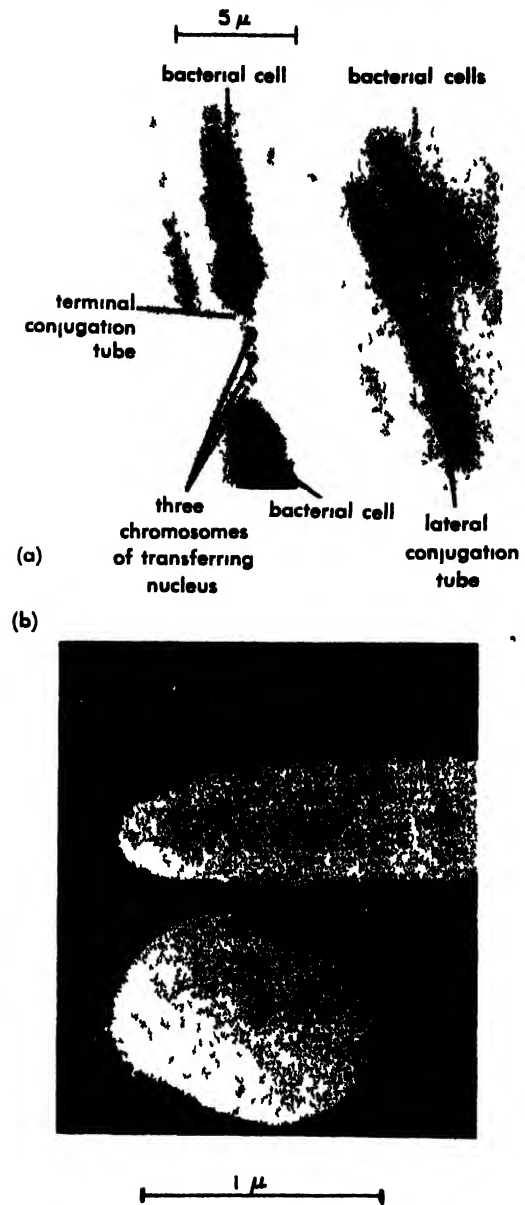 5 μ
bacterial cell
bacterial cells
terminal
conjugation
tube
three
chromosomes
of transferring
nucleus
bacterial cell
lateral
conjugation
tube
(a)
(b)
1 μ